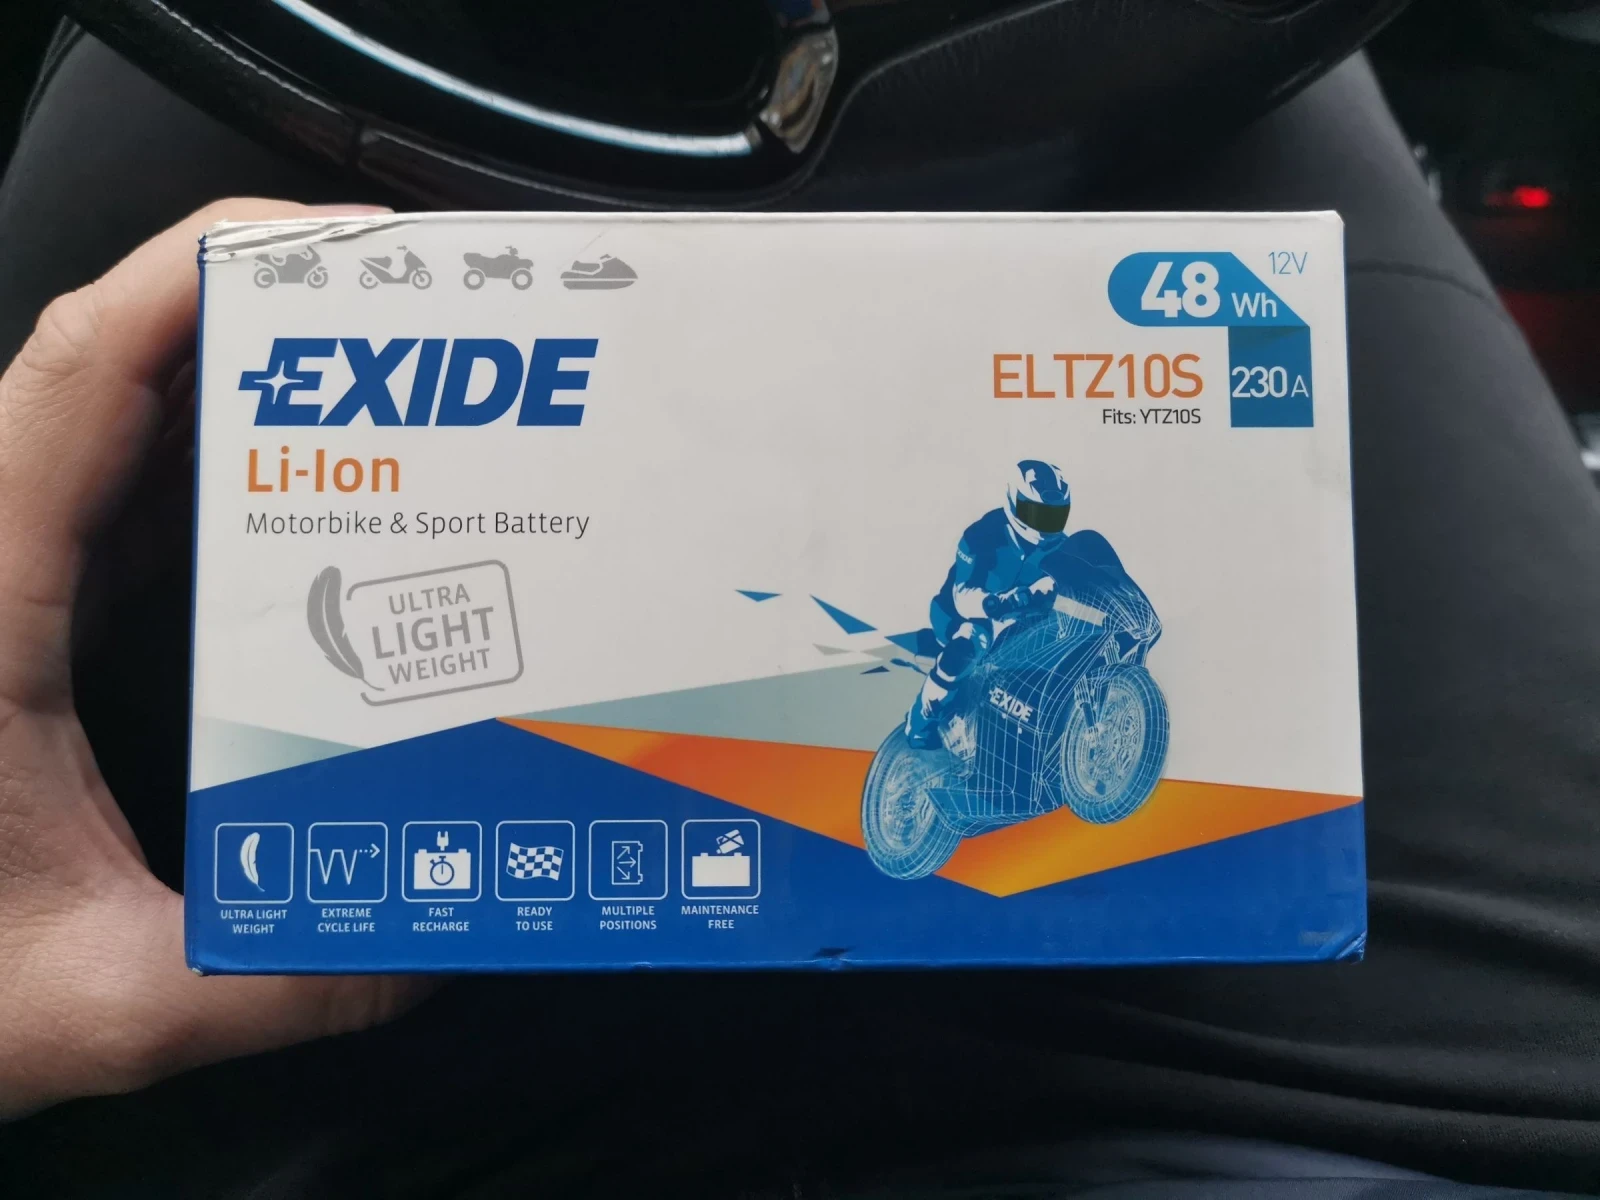 48 Wh
12V
EXIDE
ELTZ10S
230 A
Fits: YTZ10S
Li-Ion
Motorbike & Sport Battery
ULTRA
LIGHT
WEIGHT
EXIDE
ULTRA LIGHT
WEIGHT
EXTREME
CYCLE LIFE
FAST
RECHARGE
READY
TO USE
MULTIPLE
POSITIONS
MAINTENANCE
FREE